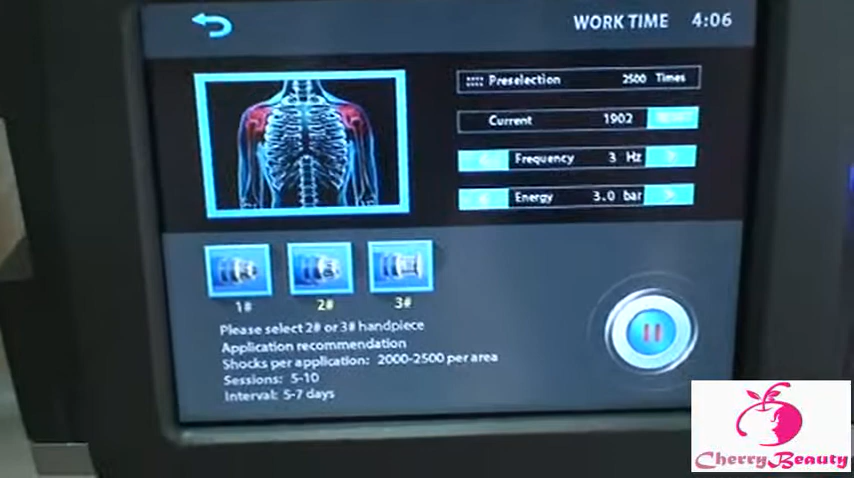 WORK TIME 4:06
Preselection 2500 Times
Current 1902
Frequency 3 Hz
Energy 3.0 bar
1# 2# 3#
Please select 2# or 3# handpiece
Application recommendation
Shocks per application: 2000-2500 per area
Sessions: 5-10
Interval: 5-7 days
CherryBeauty